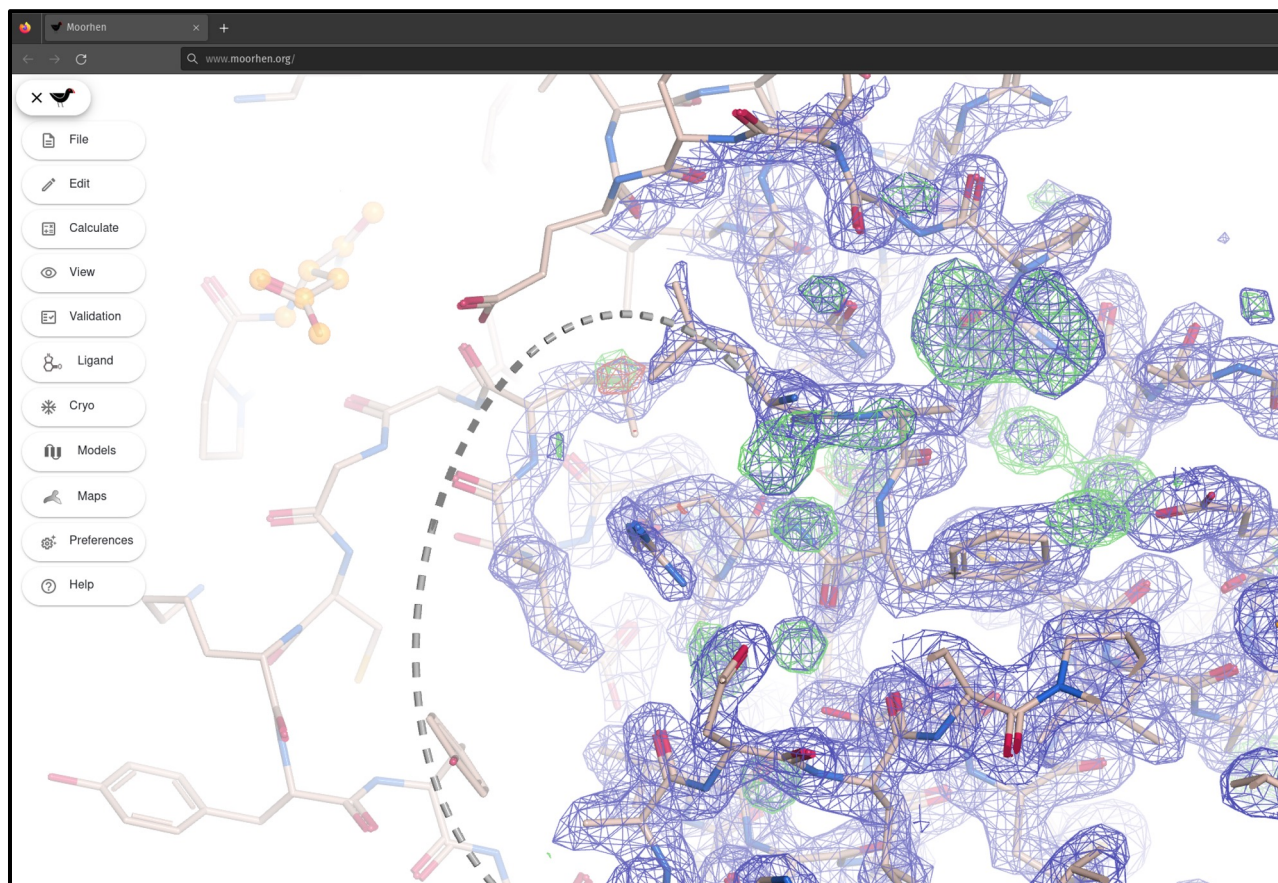 Moorhen
www.moorhen.org/
File
Edit
Calculate
View
Validation
Ligand
Cryo
Models
Maps
Preferences
Help